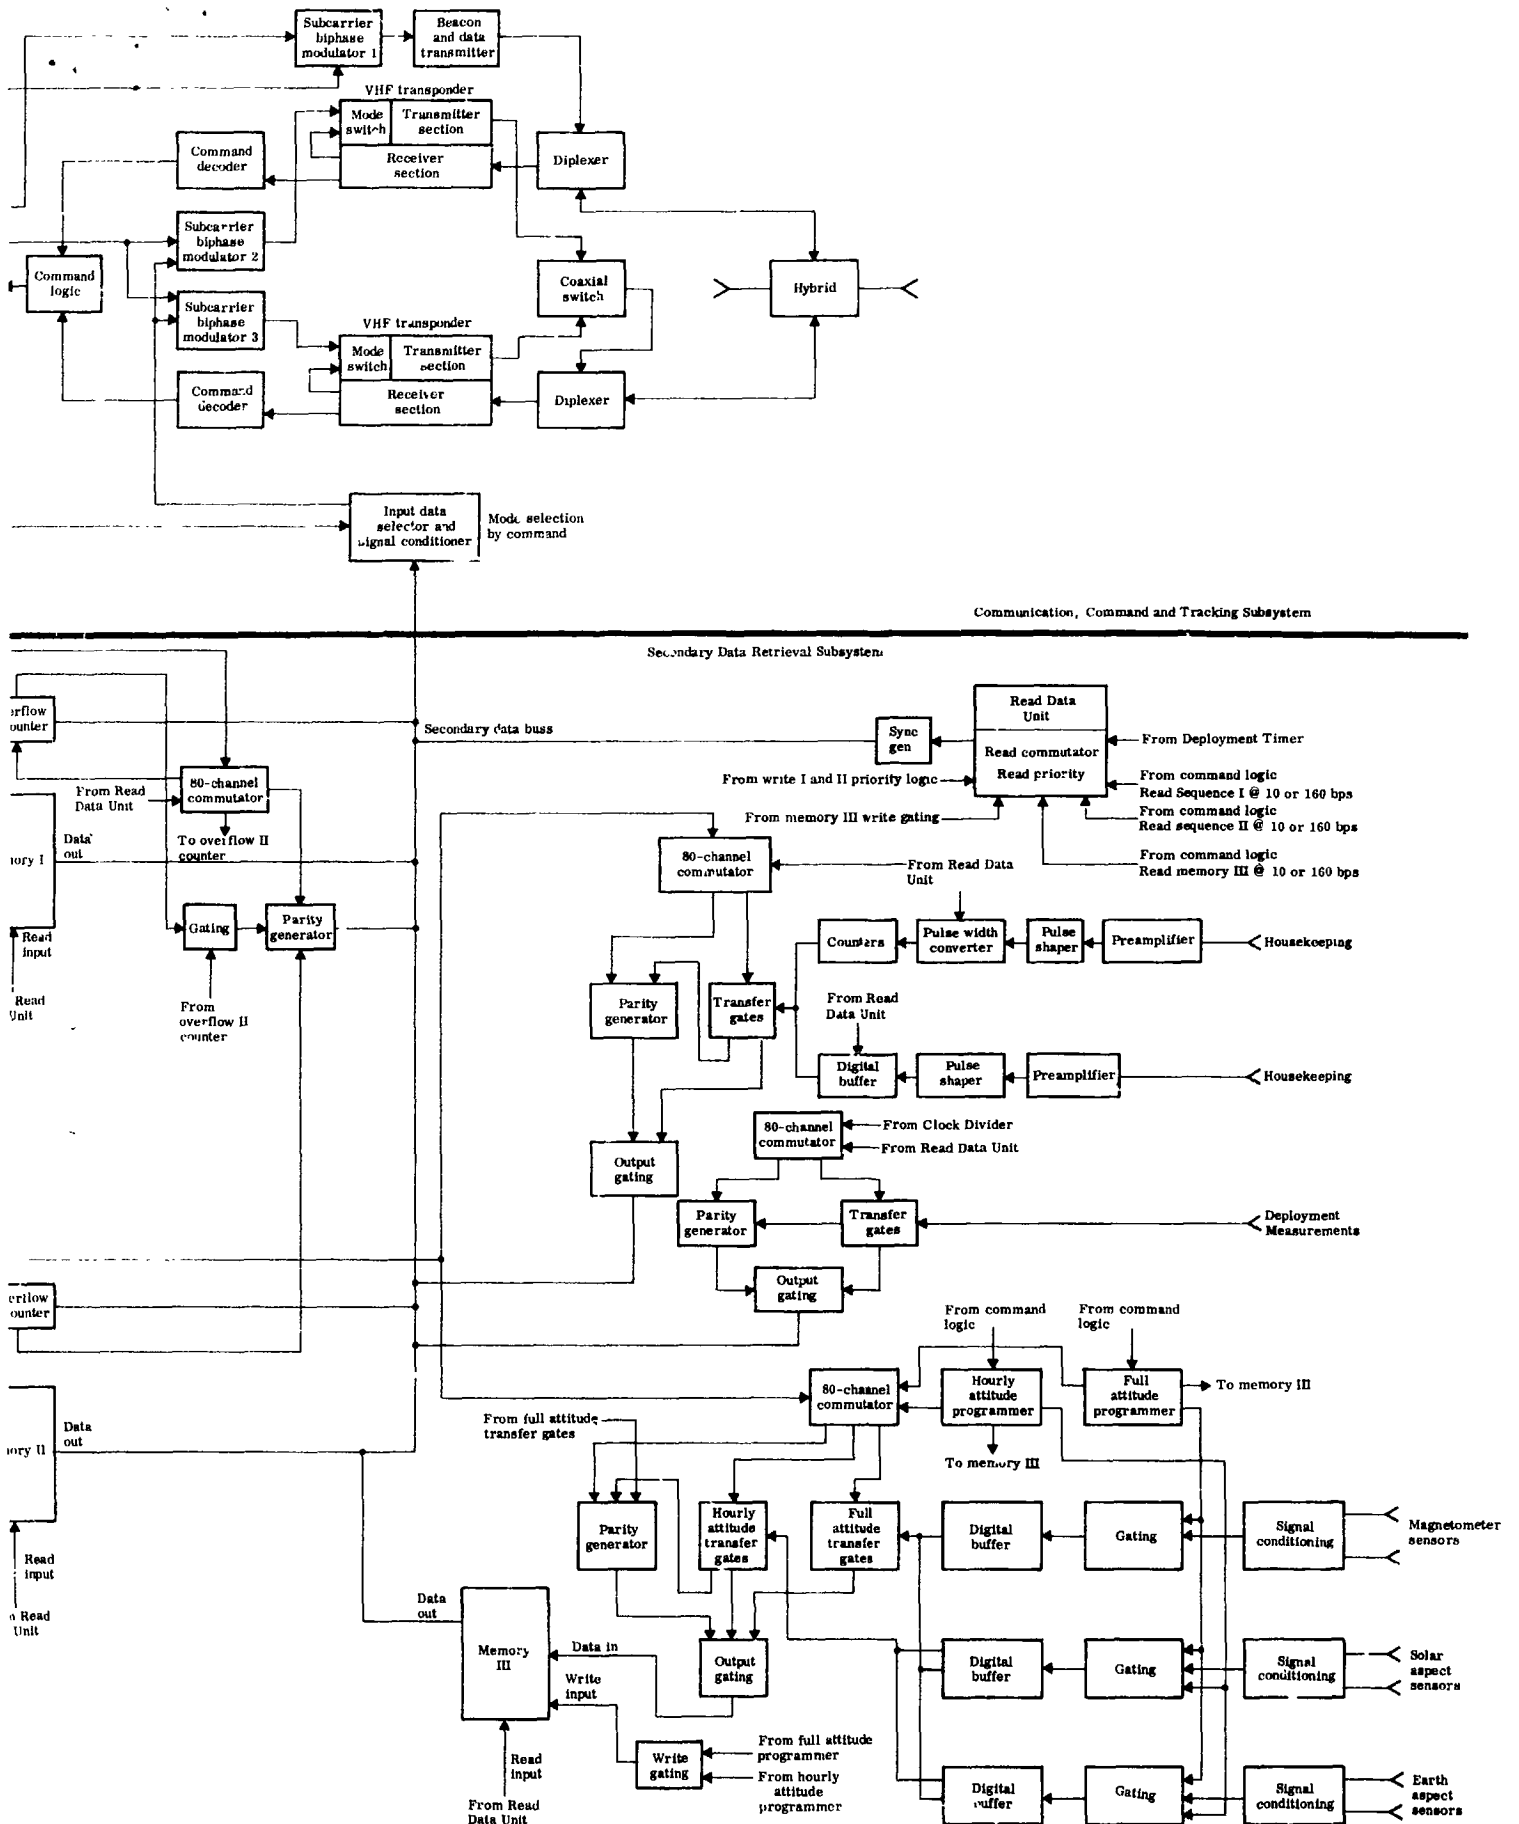 Subcarrier
biphase
modulator 1
Beacon
and data
transmitter
VHF transponder
Mode
switch
Transmitter
section
Receiver
section
Command
decoder
Diplexer
Subcarrier
biphase
modulator 2
Command
logic
Coaxial
switch
Hybrid
Subcarrier
biphase
modulator 3
VHF transponder
Mode
switch
Transmitter
section
Receiver
section
Command
decoder
Diplexer
Input data
selector and
signal conditioner
Mode selection
by command
Communication, Command and Tracking Subsystem
Secondary Data Retrieval Subsystem
erflow
ounter
Secondary data buss
Sync
gen
Read Data
Unit
Read commutator
Read priority
From Deployment Timer
From write I and II priority logic
From command logic
Read Sequence I @ 10 or 160 bps
From command logic
Read sequence II @ 10 or 160 bps
From memory III write gating
From command logic
Read memory III @ 10 or 160 bps
80-channel
commutator
From Read
Data Unit
To overflow II
counter
Data
out
ory I
80-channel
commutator
From Read Data
Unit
Gating
Parity
generator
Read
input
Read
Unit
From
overflow II
counter
Counters
Pulse width
converter
Pulse
shaper
Preamplifier
Housekeeping
Parity
generator
Transfer
gates
From Read
Data Unit
Digital
buffer
Pulse
shaper
Preamplifier
Housekeeping
80-channel
commutator
From Clock Divider
From Read Data Unit
Output
gating
Parity
generator
Transfer
gates
Deployment
Measurements
Output
gating
erflow
ounter
From command
logic
From command
logic
80-channel
commutator
Hourly
attitude
programmer
Full
attitude
programmer
To memory III
To memory III
From full attitude
transfer gates
Data
out
ory II
Parity
generator
Hourly
attitude
transfer
gates
Full
attitude
transfer
gates
Digital
buffer
Gating
Signal
conditioning
Magnetometer
sensors
Read
input
Read
Unit
Data
out
Memory
III
Data in
Write
input
Output
gating
Digital
buffer
Gating
Signal
conditioning
Solar
aspect
sensors
Read
input
From Read
Data Unit
Write
gating
From full attitude
programmer
From hourly
attitude
programmer
Digital
buffer
Gating
Signal
conditioning
Earth
aspect
sensors